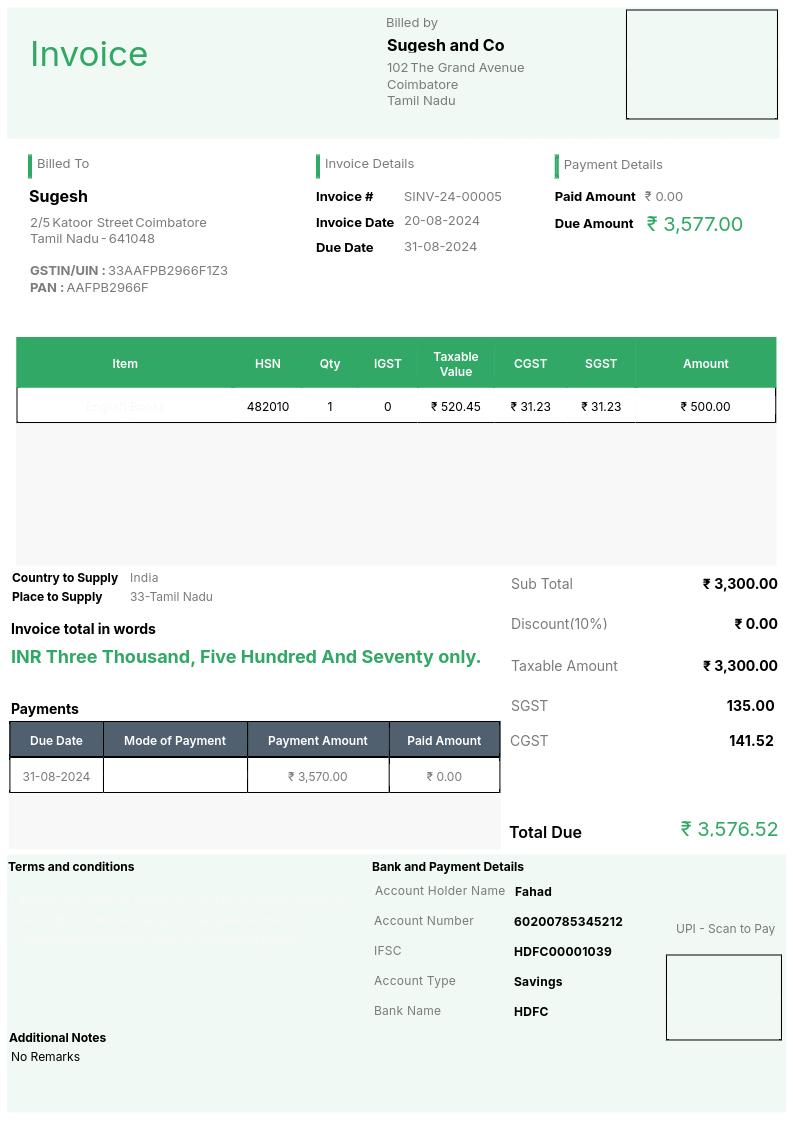 Invoice
Billed by
Sugesh and Co
102 The Grand Avenue
Coimbatore
Tamil Nadu
Billed To
Sugesh
2/5 Katoor Street Coimbatore
Tamil Nadu - 641048
GSTIN/UIN : 33AAFPB2966F1Z3
PAN : AAFPB2966F
Invoice Details
Invoice # SINV-24-00005
Invoice Date 20-08-2024
Due Date 31-08-2024
Payment Details
Paid Amount ₹ 0.00
Due Amount ₹ 3,577.00
Item HSN Qty IGST Taxable Value CGST SGST Amount
English Books 482010 1 0 ₹ 520.45 ₹ 31.23 ₹ 31.23 ₹ 500.00
Country to Supply India
Place to Supply 33-Tamil Nadu
Invoice total in words
INR Three Thousand, Five Hundred And Seventy only.
Sub Total ₹ 3,300.00
Discount(10%) ₹ 0.00
Taxable Amount ₹ 3,300.00
SGST 135.00
CGST 141.52
Total Due ₹ 3,576.52
Payments
Due Date Mode of Payment Payment Amount Paid Amount
31-08-2024 ₹ 3,570.00 ₹ 0.00
Terms and conditions
Bank and Payment Details
Account Holder Name Fahad
Account Number 60200785345212
IFSC HDFC00001039
Account Type Savings
Bank Name HDFC
UPI - Scan to Pay
Additional Notes
No Remarks